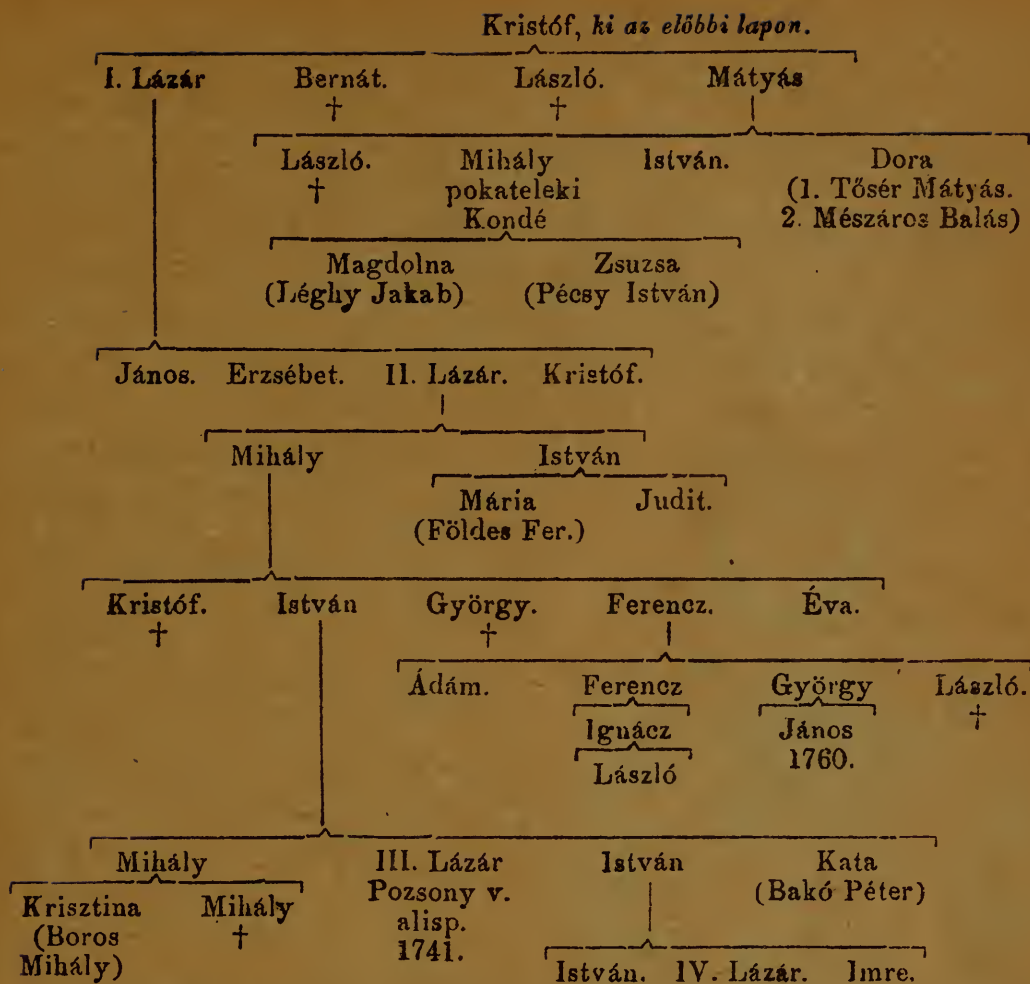 Kristóf, ki az előbbi lapon.
I. Lázár Bernát. László. Mátyás
† †
László. Mihály István. Dora
† pokateleki (1. Tősér Mátyás.
Kondé 2. Mészáros Balás)
Magdolna Zsuzsa
(Léghy Jakab) (Pécsy István)
János. Erzsébet. II. Lázár. Kristóf.
Mihály István
Mária Judit.
(Földes Fer.)
Kristóf. István György. Ferencz. Éva.
† †
Ádám. Ferencz György László.
Ignácz János †
László 1760.
Mihály III. Lázár István Kata
Krisztina Mihály Pozsony v. (Bakó Péter)
(Boros † alisp.
Mihály) 1741.
István. IV. Lázár. Imre.